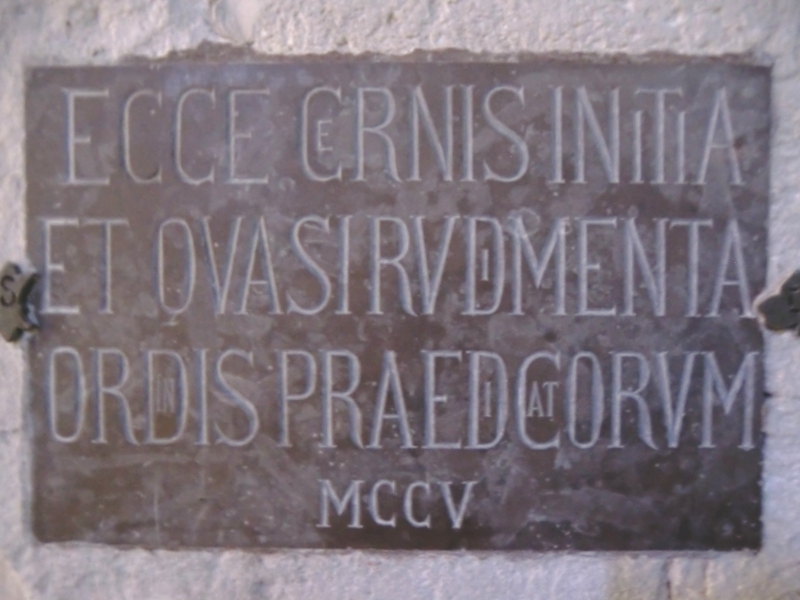 ECCE CERNIS INITIA
ET QVASI RVDIMENTA
ORDINIS PRAEDICATORVM
MCCV